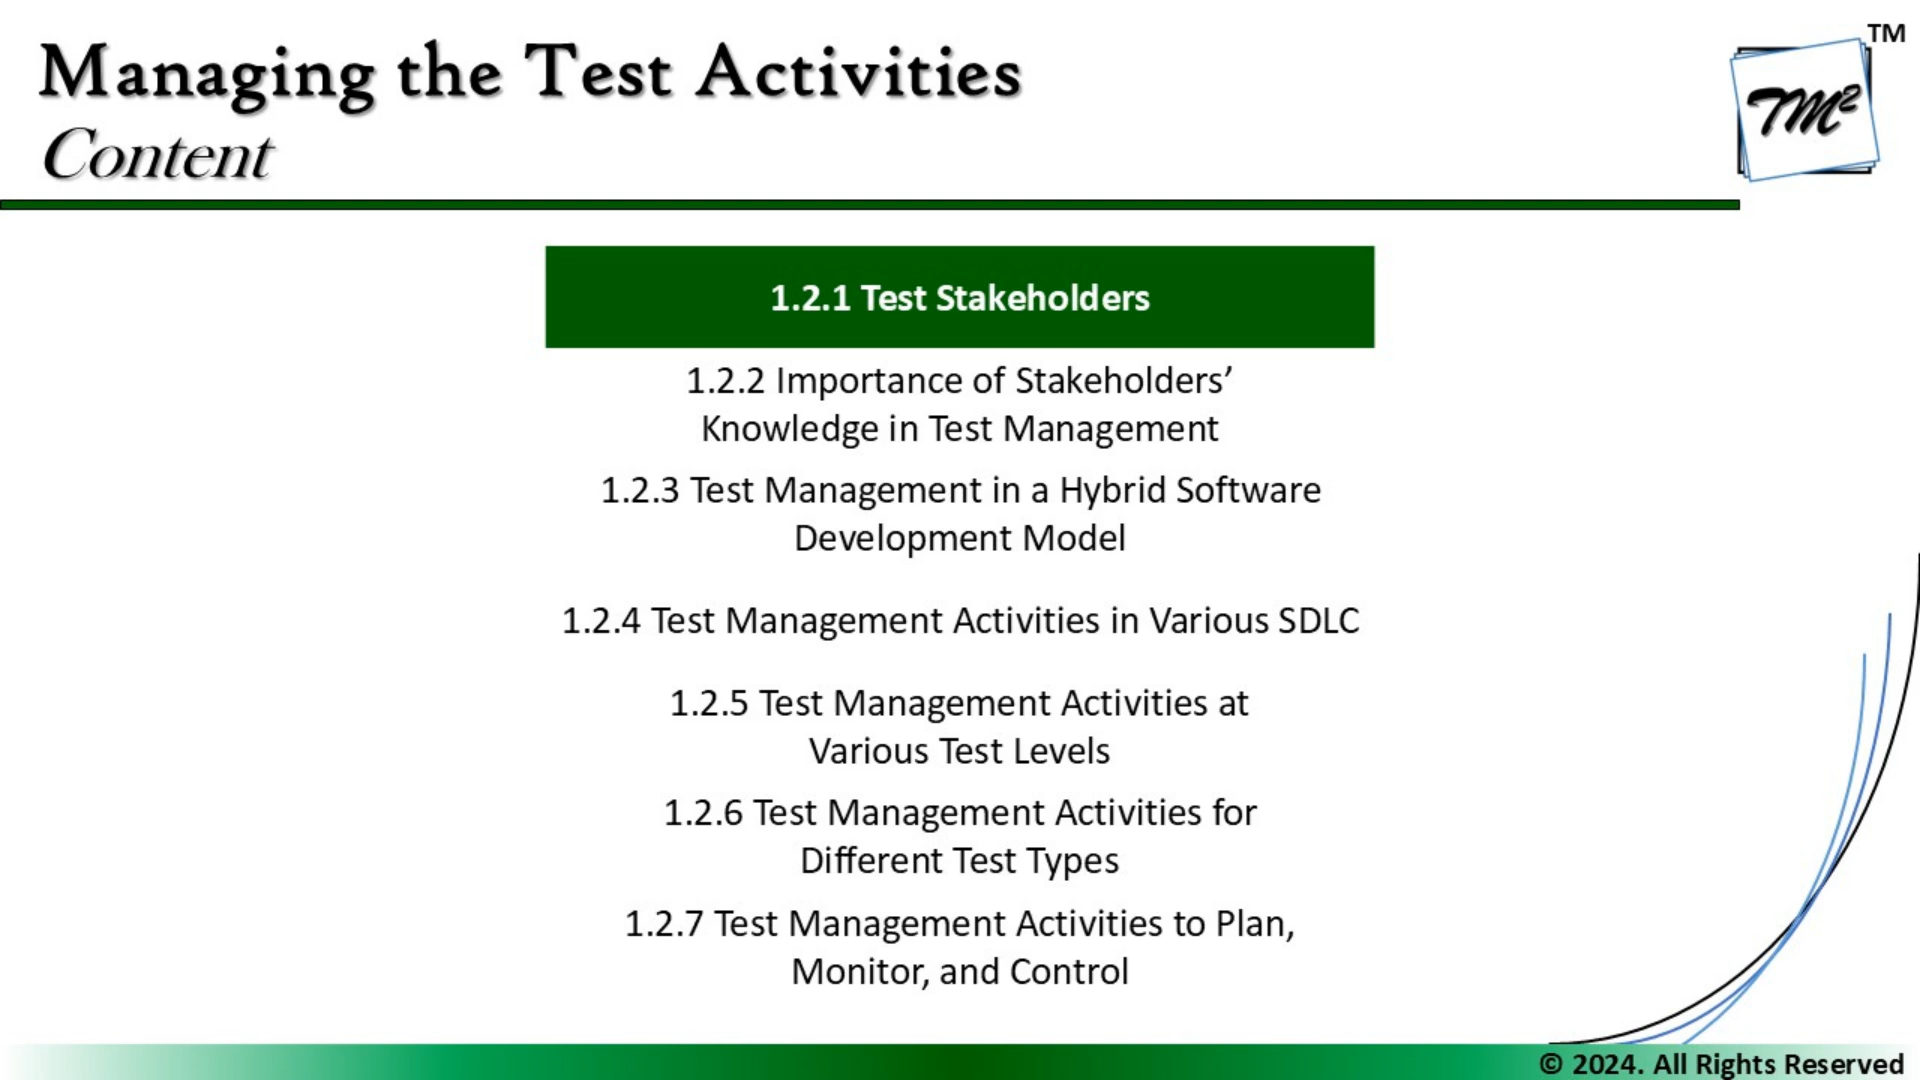 Managing the Test Activities
Content
TM
TM²
1.2.1 Test Stakeholders
1.2.2 Importance of Stakeholders’
Knowledge in Test Management
1.2.3 Test Management in a Hybrid Software
Development Model
1.2.4 Test Management Activities in Various SDLC
1.2.5 Test Management Activities at
Various Test Levels
1.2.6 Test Management Activities for
Different Test Types
1.2.7 Test Management Activities to Plan,
Monitor, and Control
© 2024. All Rights Reserved